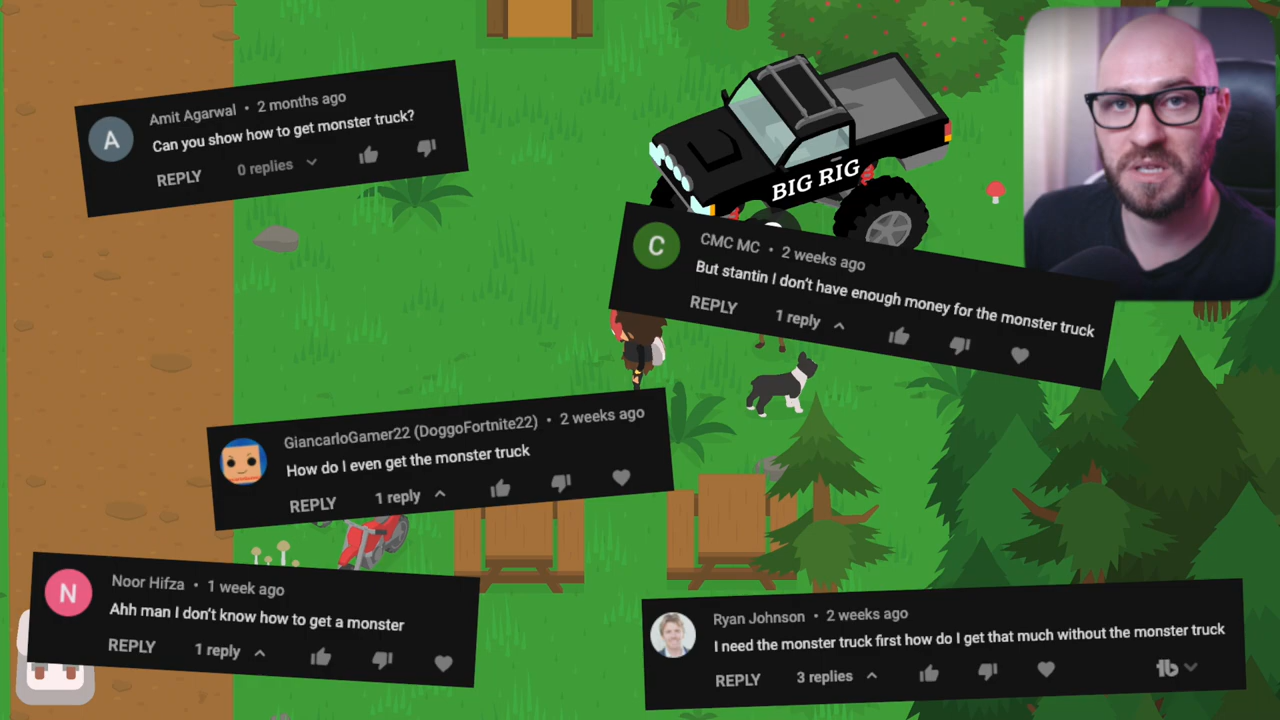 Amit Agarwal • 2 months ago
Can you show how to get monster truck?
REPLY 0 replies
A
BIG RIG
C
CMC MC • 2 weeks ago
But stantin I don't have enough money for the monster truck
REPLY 1 reply
GiancarloGamer22 (DoggoFortnite22) • 2 weeks ago
How do I even get the monster truck
REPLY 1 reply
N
Noor Hifza • 1 week ago
Ahh man I don't know how to get a monster
REPLY 1 reply
Ryan Johnson • 2 weeks ago
I need the monster truck first how do I get that much without the monster truck
REPLY 3 replies
tb